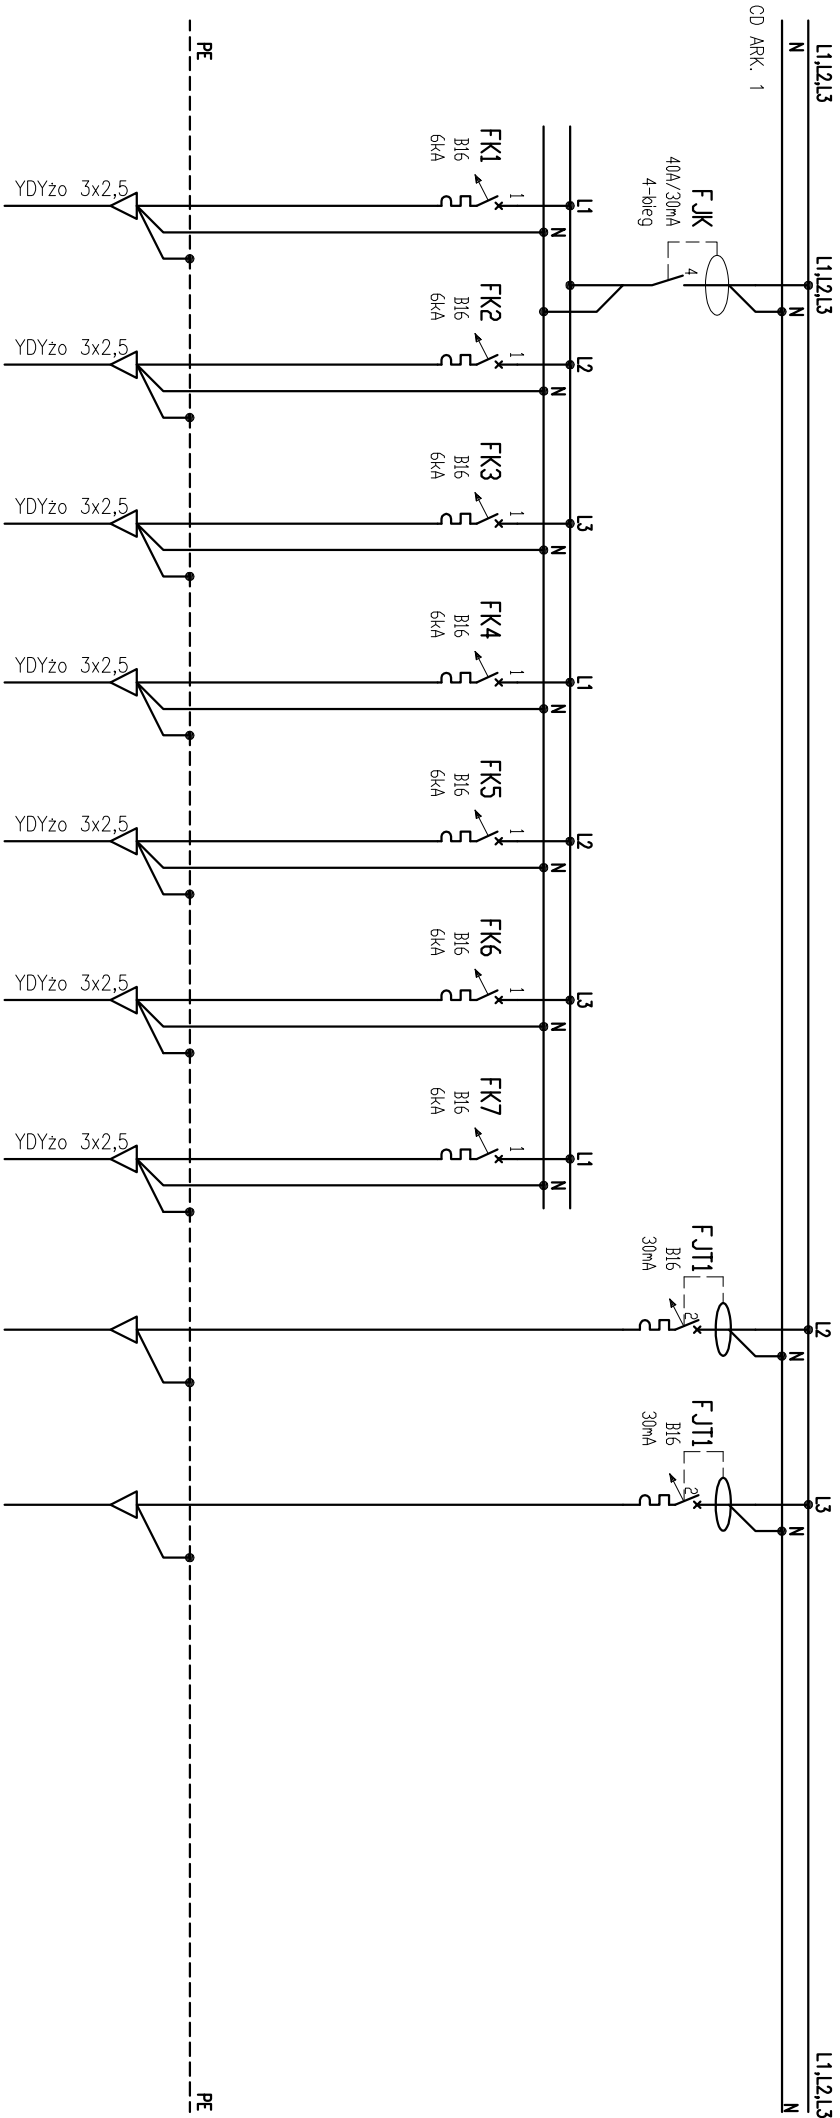 L1,L2,L3
N
CD ARK. 1
L1,L2,L3
N
FJK
40A/30mA
4-bieg
4
L1
N
FK1
B16
6kA
1
YDYżo 3x2,5
L2
N
FK2
B16
6kA
1
YDYżo 3x2,5
L3
N
FK3
B16
6kA
1
YDYżo 3x2,5
L1
N
FK4
B16
6kA
1
YDYżo 3x2,5
L2
N
FK5
B16
6kA
1
YDYżo 3x2,5
L3
N
FK6
B16
6kA
1
YDYżo 3x2,5
L1
N
FK7
B16
6kA
1
YDYżo 3x2,5
L2
N
FJT1
B16
30mA
2
L3
N
FJT1
B16
30mA
2
L1,L2,L3
N
PE
PE